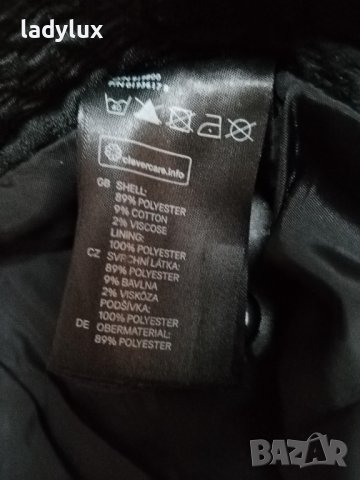 ladylux
clevercare.info
GB SHELL:
89% POLYESTER
9% COTTON
2% VISCOSE
LINING:
100% POLYESTER
CZ SVRCHNÍ LÁTKA:
89% POLYESTER
9% BAVLNA
2% VISKÓZA
PODŠÍVKA:
100% POLYESTER
DE OBERMATERIAL:
89% POLYESTER
BAZAR